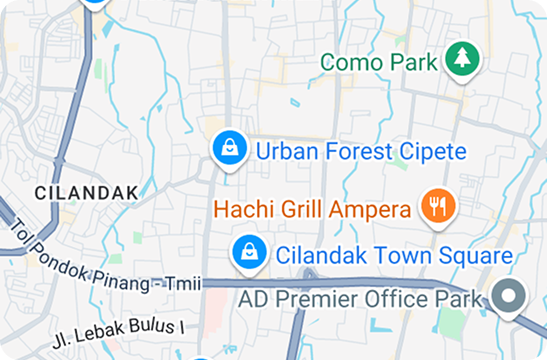 Como Park
Urban Forest Cipete
CILANDAK
Hachi Grill Ampera
Cilandak Town Square
Tol Pondok Pinang - Tmii
AD Premier Office Park
Jl. Lebak Bulus I